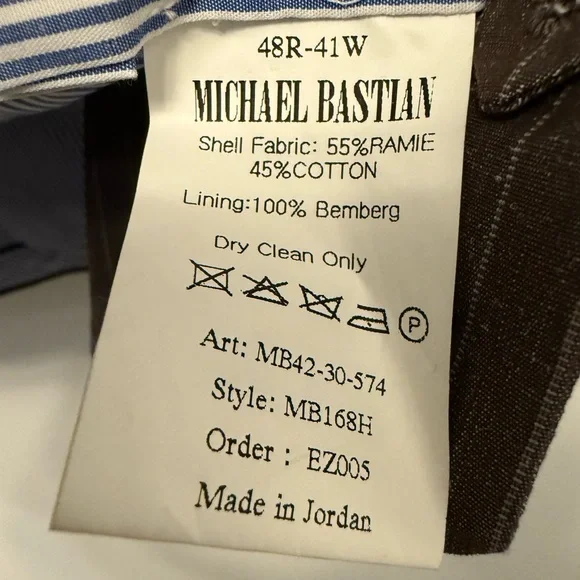 48R-41W
MICHAEL BASTIAN
Shell Fabric: 55%RAMIE
45%COTTON
Lining:100% Bemberg
Dry Clean Only
P
Art: MB42-30-574
Style: MB168H
Order : EZ005
Made in Jordan